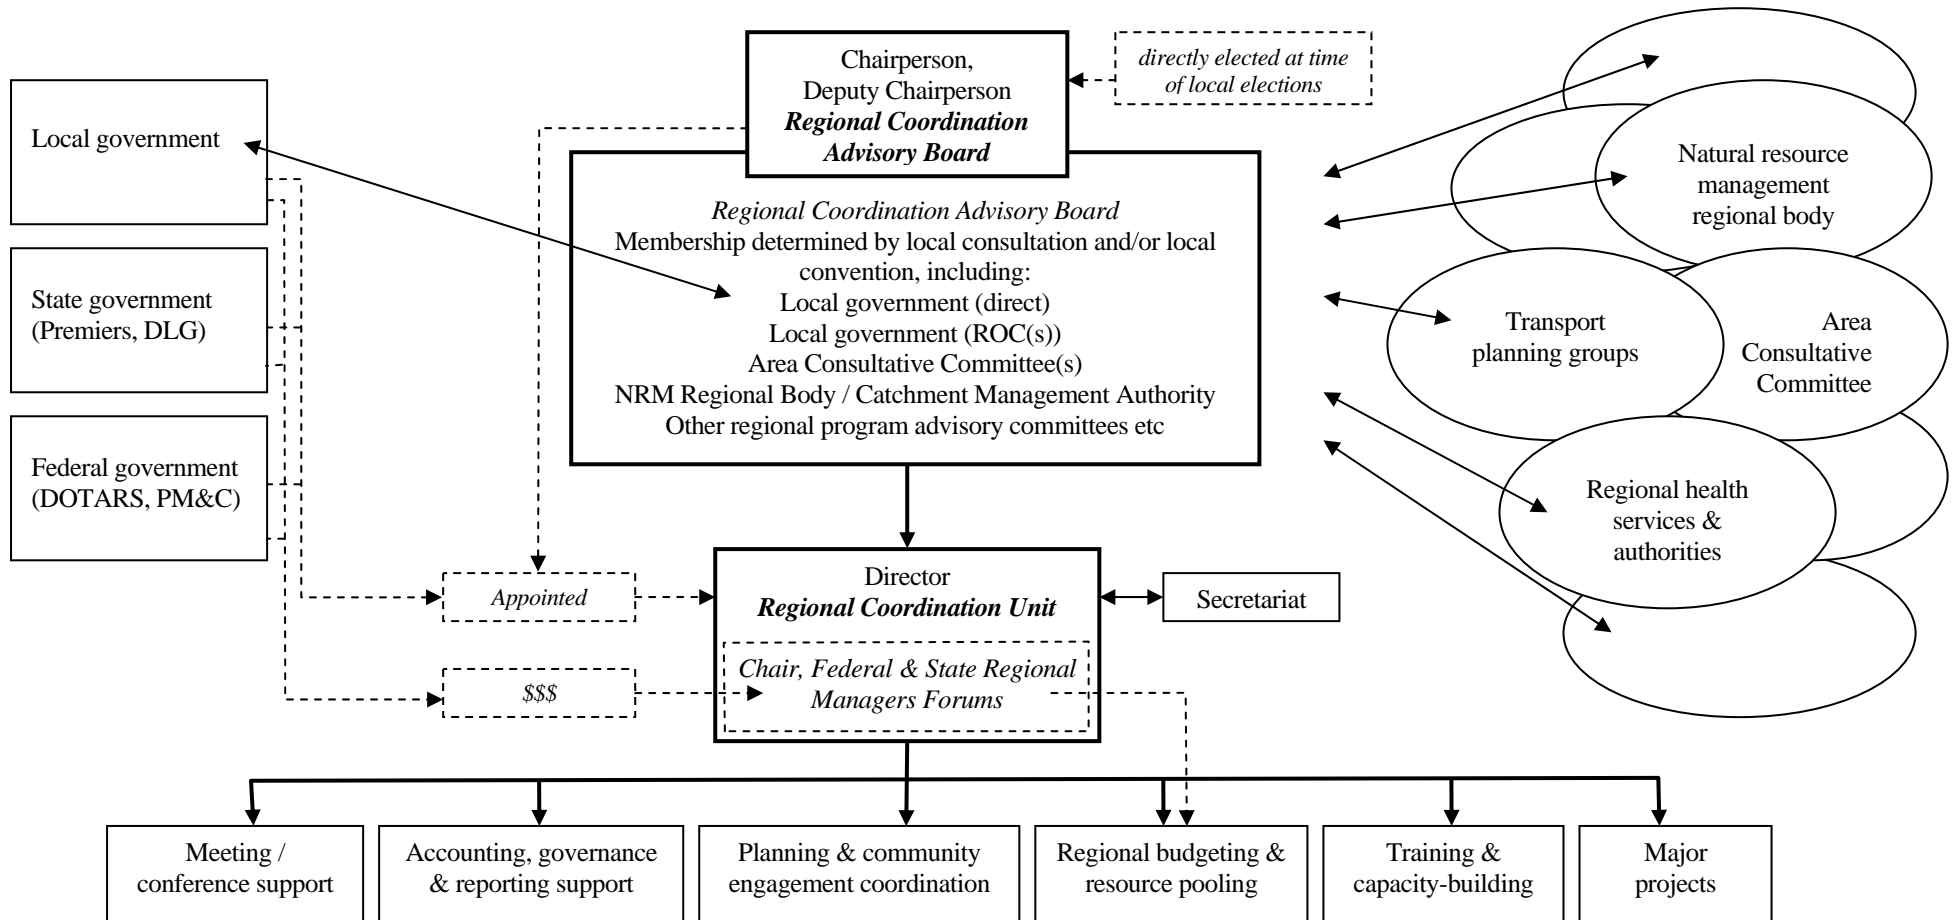 Chairperson,
Deputy Chairperson
Regional Coordination
Advisory Board
directly elected at time
of local elections
Local government
State government
(Premiers, DLG)
Federal government
(DOTARS, PM&C)
Regional Coordination Advisory Board
Membership determined by local consultation and/or local
convention, including:
Local government (direct)
Local government (ROC(s))
Area Consultative Committee(s)
NRM Regional Body / Catchment Management Authority
Other regional program advisory committees etc
Natural resource
management
regional body
Transport
planning groups
Area
Consultative
Committee
Regional health
services &
authorities
Appointed
$$$
Director
Regional Coordination Unit
Chair, Federal & State Regional
Managers Forums
Secretariat
Meeting /
conference support
Accounting, governance
& reporting support
Planning & community
engagement coordination
Regional budgeting &
resource pooling
Training &
capacity-building
Major
projects